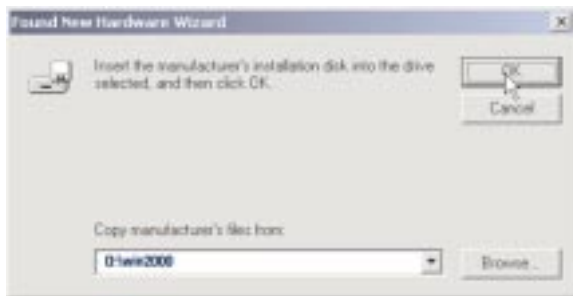 Found New Hardware Wizard
Insert the manufacturer's installation disk into the drive
selected, and then click OK.
OK
Cancel
Copy manufacturer's files from:
D:\win2000
Browse...